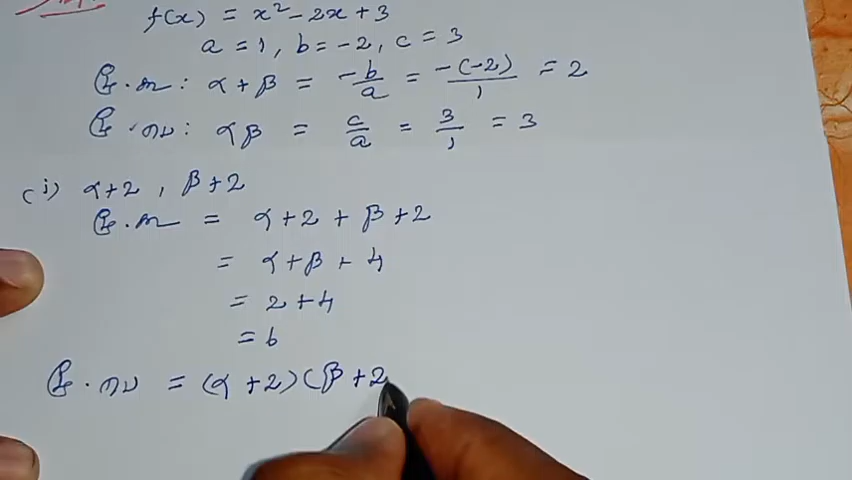 f(x) = x² - 2x + 3
a = 1, b = -2, c = 3
α + β = -b/a = -(-2)/1 = 2
αβ = c/a = 3/1 = 3
(i) α+2 , β+2
= α+2 + β+2
= α+β + 4
= 2 + 4
= 6
= (α+2)(β+2